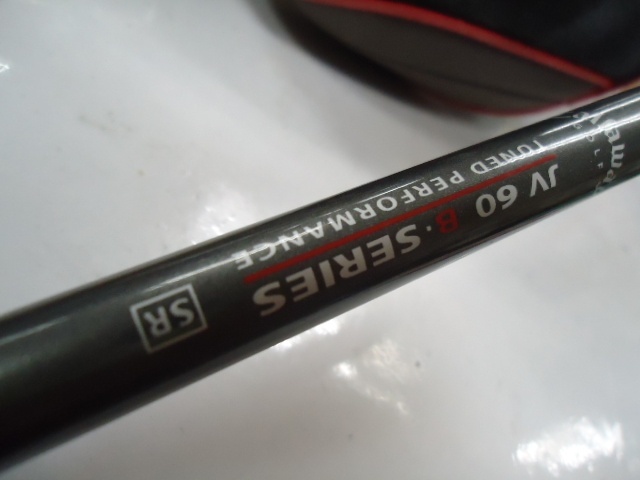 JV 60 B·SERIES
TUNED PERFORMANCE
SR